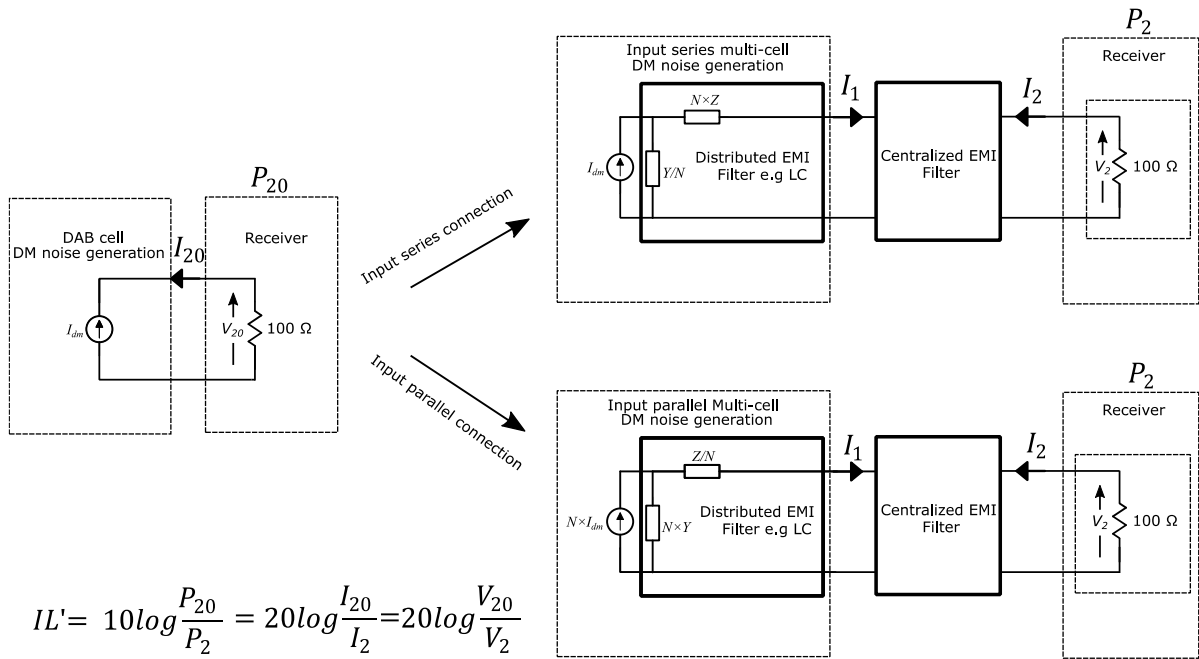 P₂₀
DAB cell
DM noise generation
I₂₀
Receiver
I_dm
V₂₀
100 Ω
Input series connection
Input parallel connection
Input series multi-cell
DM noise generation
N×Z
I_dm
Y/N
Distributed EMI
Filter e.g LC
I₁
Centralized EMI
Filter
I₂
P₂
Receiver
V₂
100 Ω
Input parallel Multi-cell
DM noise generation
Z/N
N×I_dm
N×Y
Distributed EMI
Filter e.g LC
I₁
Centralized EMI
Filter
I₂
P₂
Receiver
V₂
100 Ω
IL'= 10log P₂₀/P₂ = 20log I₂₀/I₂ =20log V₂₀/V₂